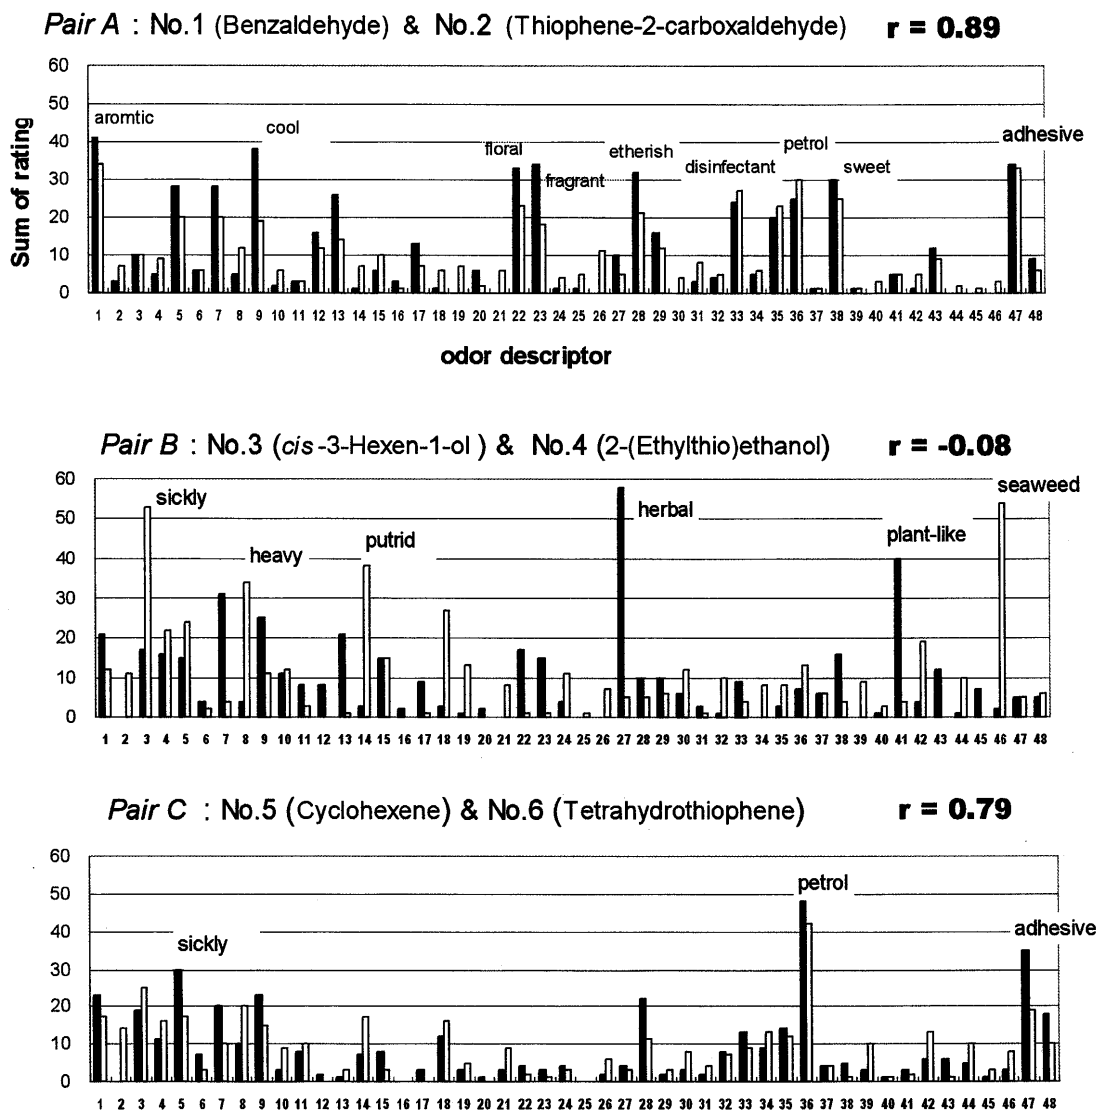 Pair A : No.1 (Benzaldehyde) & No.2 (Thiophene-2-carboxaldehyde) r = 0.89
60
50
40
30
20
10
0
Sum of rating
aromtic
cool
floral
fragrant
etherish
disinfectant
petrol
sweet
adhesive
1 2 3 4 5 6 7 8 9 10 11 12 13 14 15 16 17 18 19 20 21 22 23 24 25 26 27 28 29 30 31 32 33 34 35 36 37 38 39 40 41 42 43 44 45 46 47 48
odor descriptor
Pair B : No.3 (cis-3-Hexen-1-ol ) & No.4 (2-(Ethylthio)ethanol) r = -0.08
60
50
40
30
20
10
0
sickly
heavy
putrid
herbal
plant-like
seaweed
1 2 3 4 5 6 7 8 9 10 11 12 13 14 15 16 17 18 19 20 21 22 23 24 25 26 27 28 29 30 31 32 33 34 35 36 37 38 39 40 41 42 43 44 45 46 47 48
Pair C : No.5 (Cyclohexene) & No.6 (Tetrahydrothiophene) r = 0.79
60
50
40
30
20
10
0
sickly
petrol
adhesive
1 2 3 4 5 6 7 8 9 10 11 12 13 14 15 16 17 18 19 20 21 22 23 24 25 26 27 28 29 30 31 32 33 34 35 36 37 38 39 40 41 42 43 44 45 46 47 48